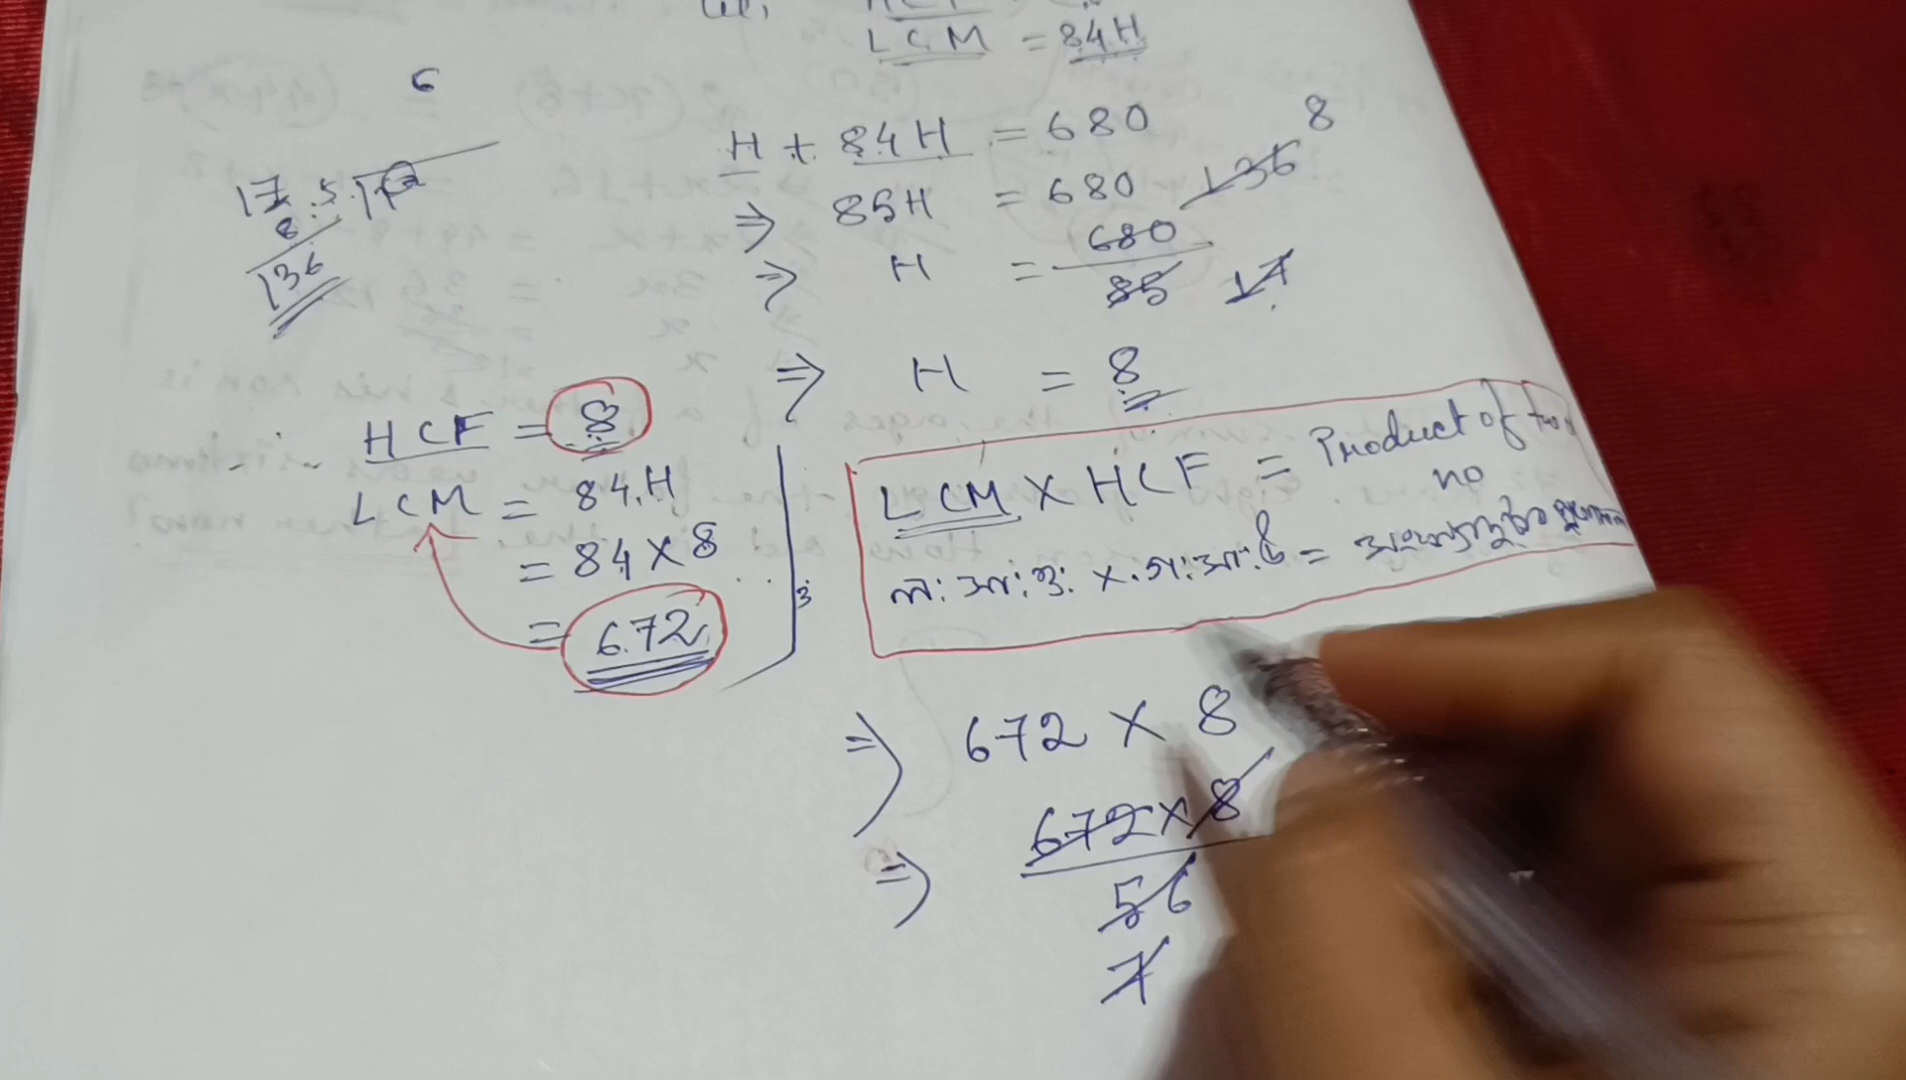 LCM = 84H
6
H + 84H = 680
8
⇒ 85H = 680
136
17.5
8
136
⇒ H = 680
85
17
⇒ H = 8
HCF = 8
LCM = 84.H
= 84 X 8
= 672
LCM X HCF = Product of two
no
ল: সা: গু: X গ: সা: গু =
⇒ 672 X 8
⇒ 672 X 8
56
7